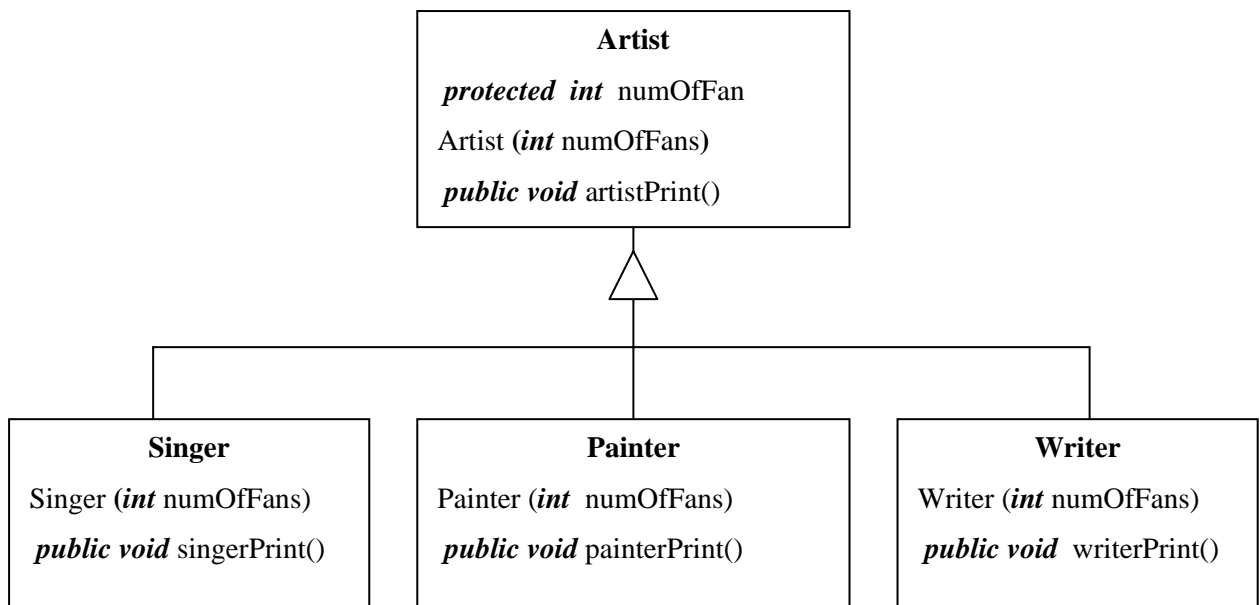 Artist
protected int numOfFan
Artist (int numOfFans)
public void artistPrint()
Singer
Singer (int numOfFans)
public void singerPrint()
Painter
Painter (int numOfFans)
public void painterPrint()
Writer
Writer (int numOfFans)
public void writerPrint()